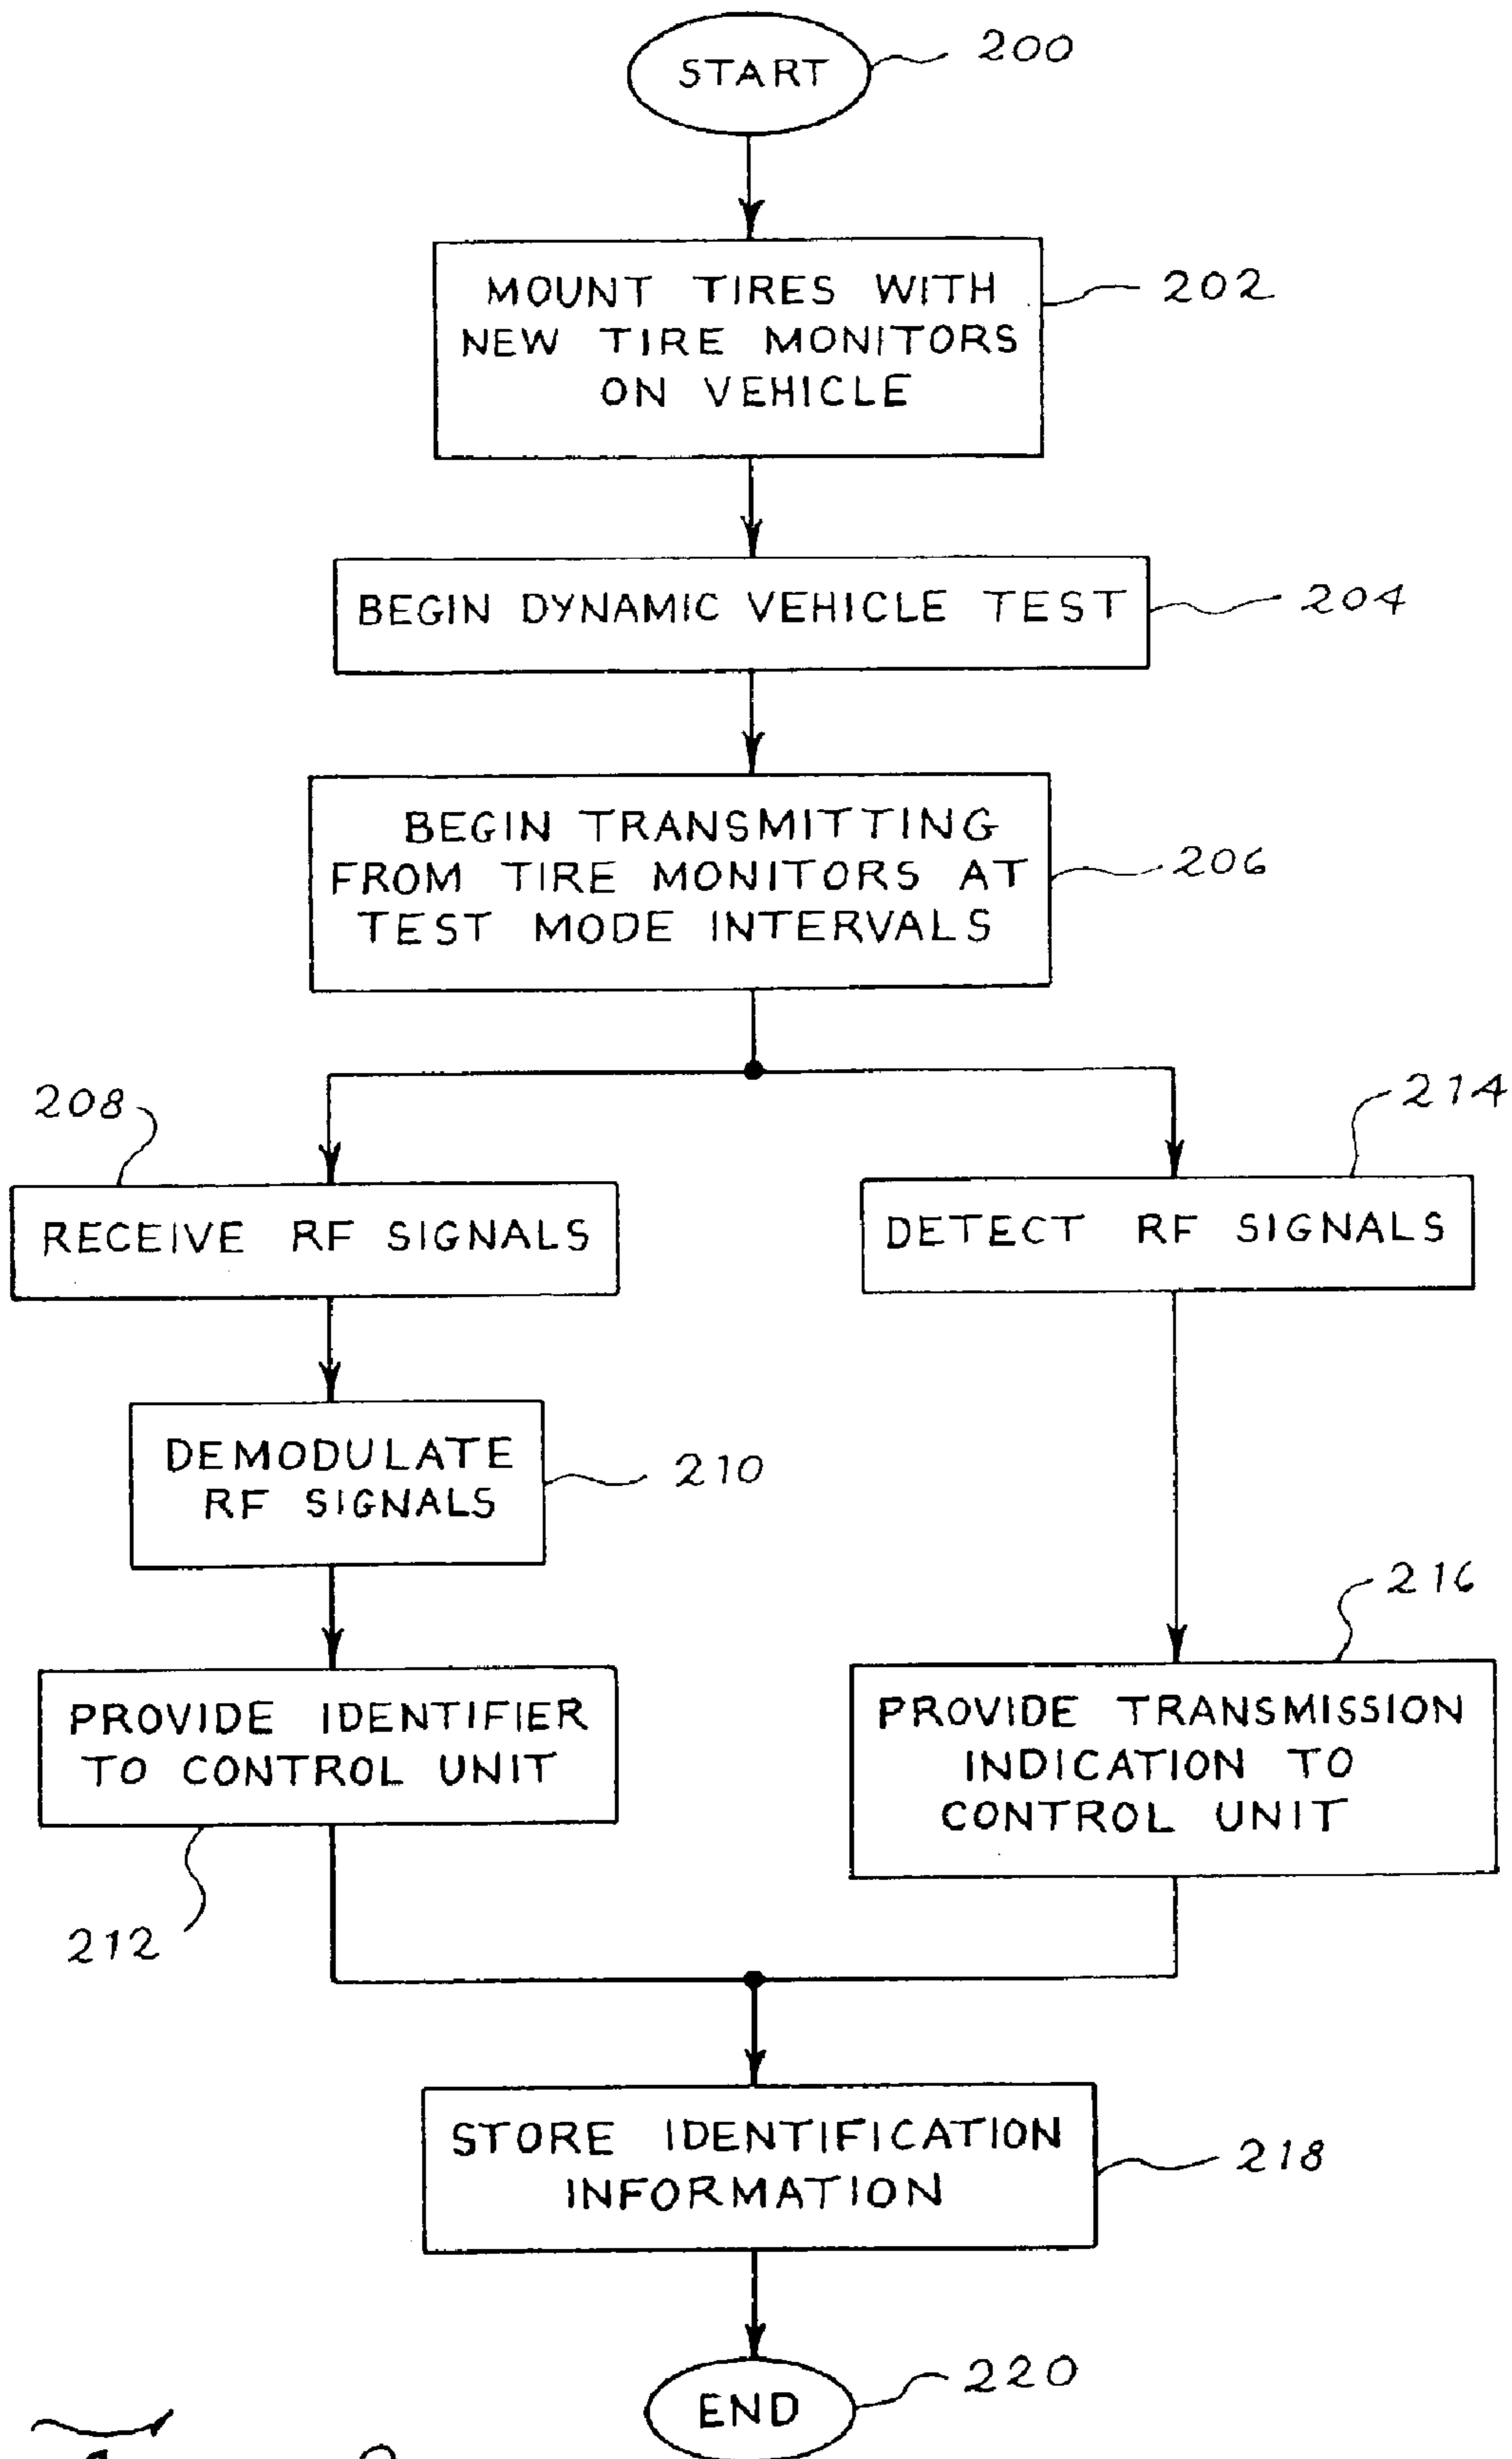 START
200
MOUNT TIRES WITH
NEW TIRE MONITORS
ON VEHICLE
202
BEGIN DYNAMIC VEHICLE TEST
204
BEGIN TRANSMITTING
FROM TIRE MONITORS AT
TEST MODE INTERVALS
206
208
214
RECEIVE RF SIGNALS
DETECT RF SIGNALS
DEMODULATE
RF SIGNALS
210
216
PROVIDE IDENTIFIER
TO CONTROL UNIT
212
PROVIDE TRANSMISSION
INDICATION TO
CONTROL UNIT
STORE IDENTIFICATION
INFORMATION
218
END
220